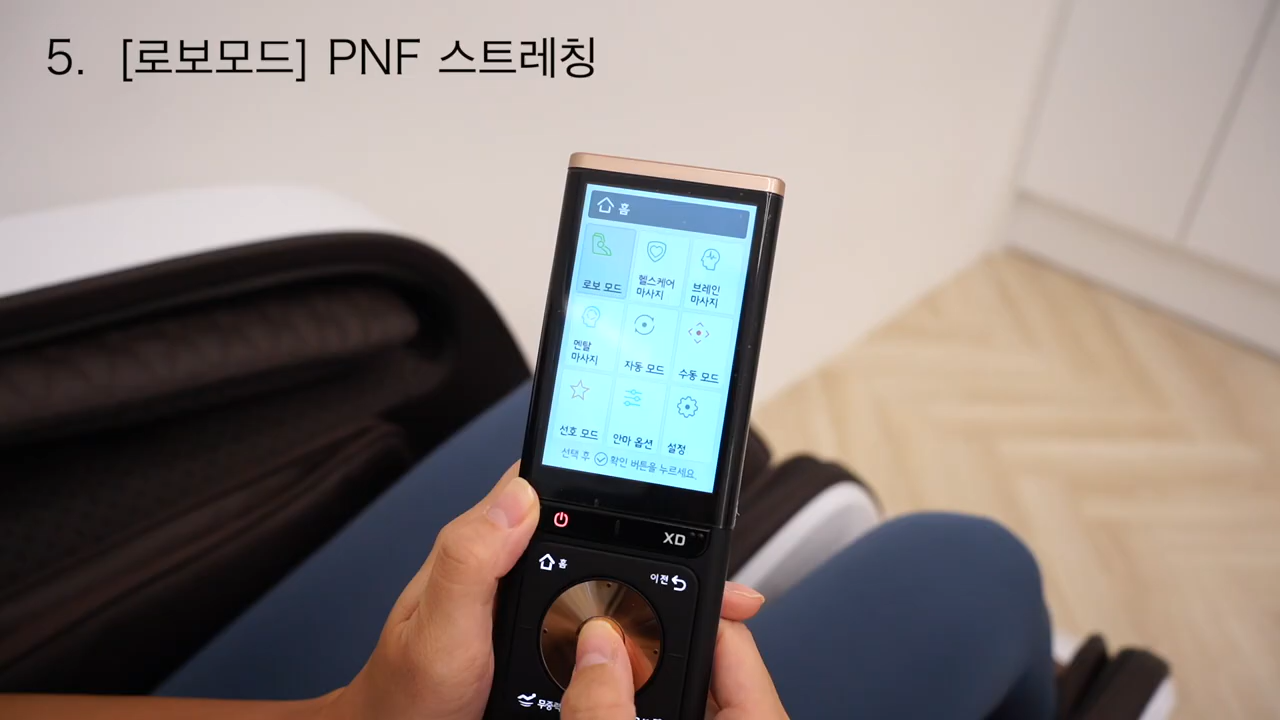 5. [로보모드] PNF 스트레칭
홈
로보 모드
헬스케어
마사지
브레인
마사지
멘탈
마사지
자동 모드
수동 모드
선호 모드
안마 옵션
설정
선택 후 확인 버튼을 누르세요.
XD
홈
이전
무중력